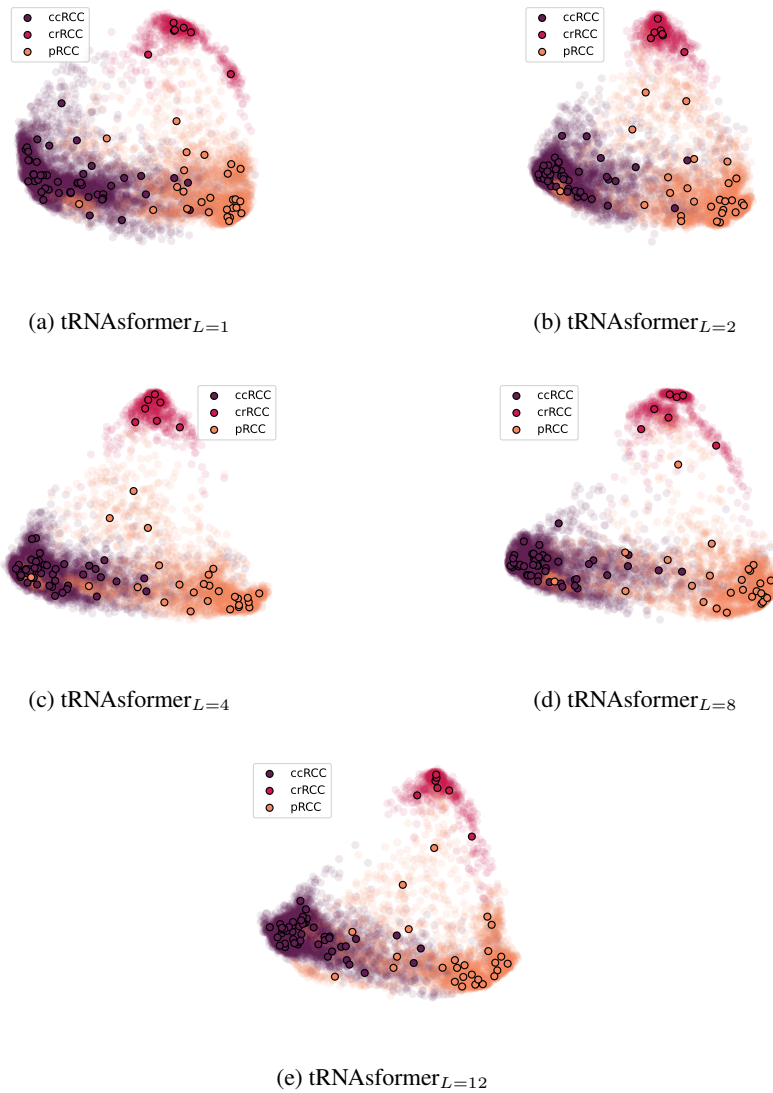 ccRCC
crRCC
pRCC
ccRCC
crRCC
pRCC
(a) tRNAsformer_{L=1}
(b) tRNAsformer_{L=2}
ccRCC
crRCC
pRCC
ccRCC
crRCC
pRCC
(c) tRNAsformer_{L=4}
(d) tRNAsformer_{L=8}
ccRCC
crRCC
pRCC
(e) tRNAsformer_{L=12}